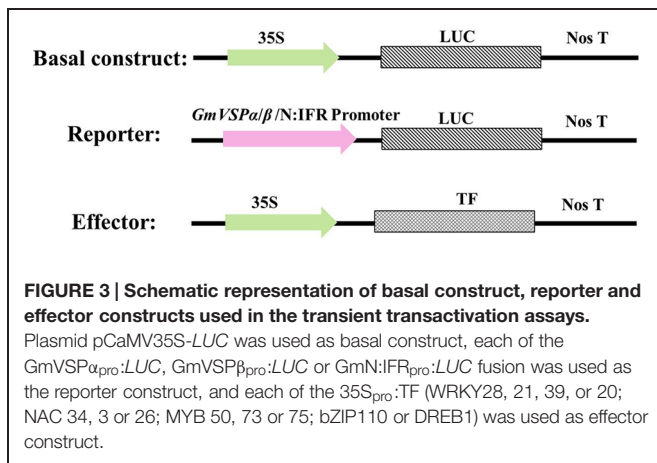 35S LUC Nos T
Basal construct:
GmVSPα/β/N:IFR Promoter LUC Nos T
Reporter:
35S TF Nos T
Effector:
FIGURE 3 | Schematic representation of basal construct, reporter and
effector constructs used in the transient transactivation assays.
Plasmid pCaMV35S-LUC was used as basal construct, each of the
GmVSPαpro:LUC, GmVSPβpro:LUC or GmN:IFRpro:LUC fusion was used as
the reporter construct, and each of the 35Spro:TF (WRKY28, 21, 39, or 20;
NAC 34, 3 or 26; MYB 50, 73 or 75; bZIP110 or DREB1) was used as effector
construct.